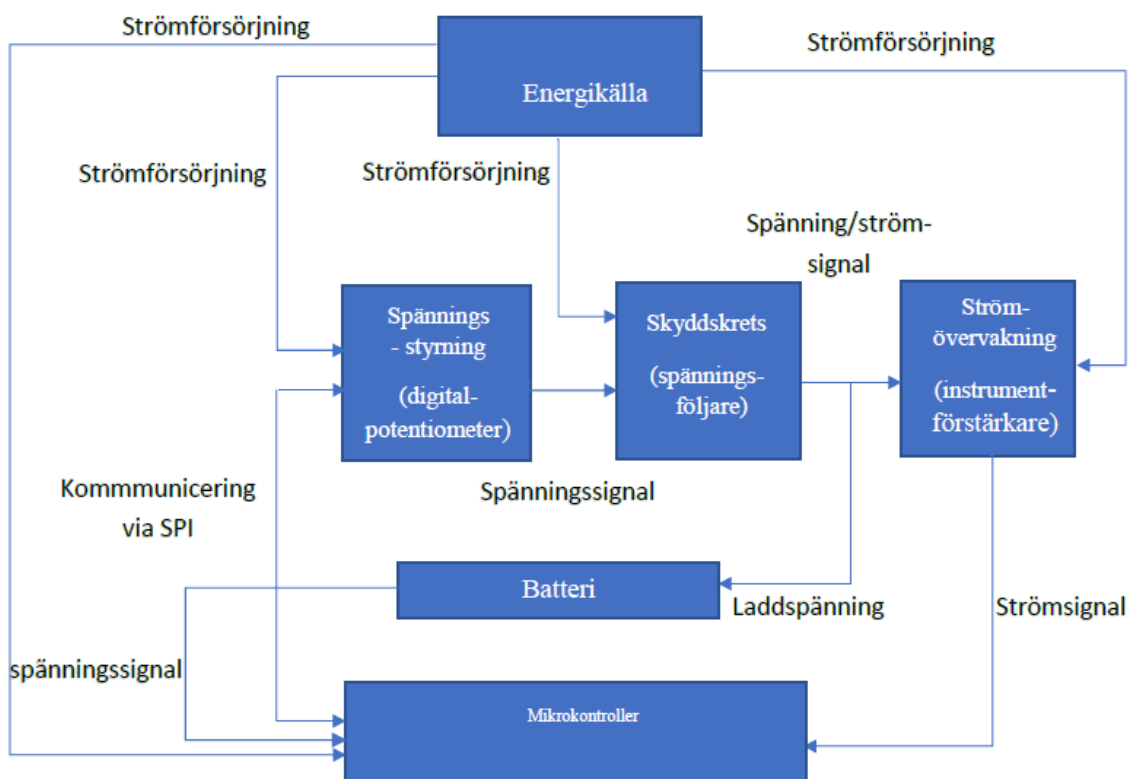 Strömförsörjning
Strömförsörjning
Energikälla
Strömförsörjning
Strömförsörjning
Spänning/ström-
signal
Spännings
- styrning
(digital-
potentiometer)
Skyddskrets
(spännings-
följare)
Ström-
övervakning
(instrument-
förstärkare)
Kommmunicering
via SPI
Spänningssignal
Batteri
Laddspänning
Strömsignal
spänningssignal
Mikrokontroller